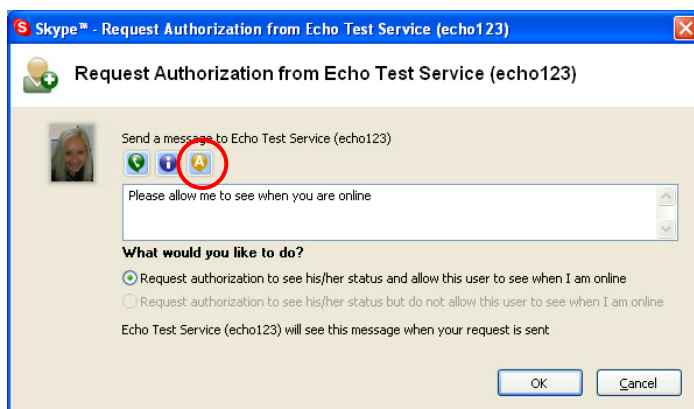 Skype™ - Request Authorization from Echo Test Service (echo123)
Request Authorization from Echo Test Service (echo123)
Send a message to Echo Test Service (echo123)
Please allow me to see when you are online
What would you like to do?
Request authorization to see his/her status and allow this user to see when I am online
Request authorization to see his/her status but do not allow this user to see when I am online
Echo Test Service (echo123) will see this message when your request is sent
OK Cancel